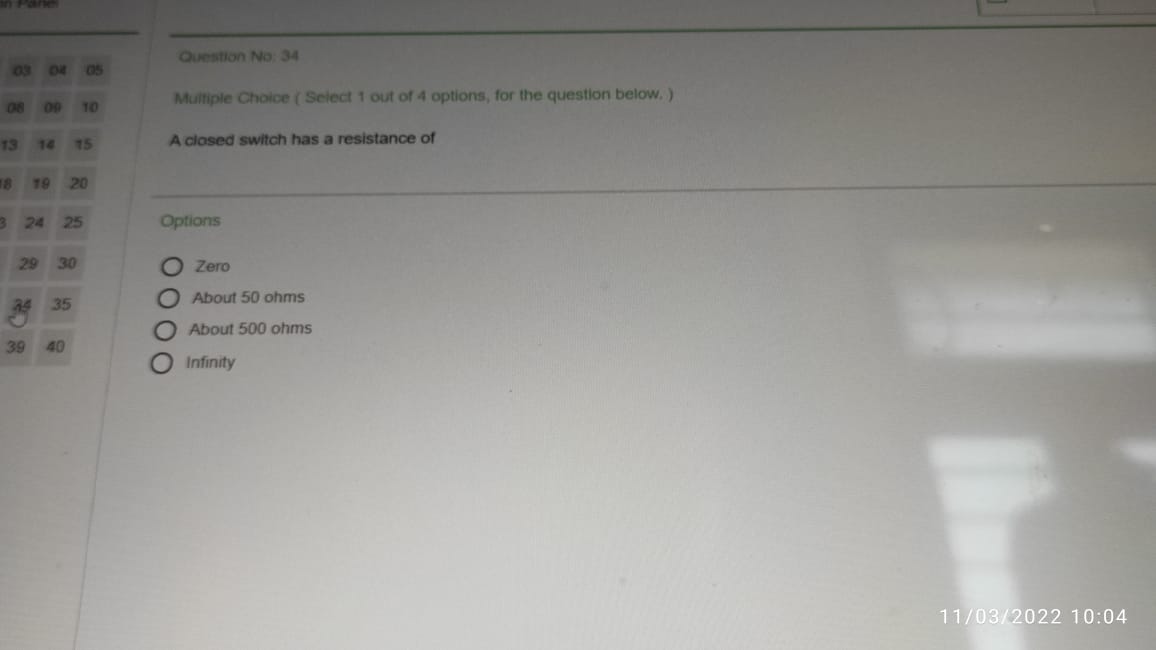 Panel
03 04 05
08 09 10
13 14 15
18 19 20
3 24 25
29 30
34 35
39 40
Question No: 34
Multiple Choice ( Select 1 out of 4 options, for the question below. )
A closed switch has a resistance of
Options
Zero
About 50 ohms
About 500 ohms
Infinity
11/03/2022 10:04